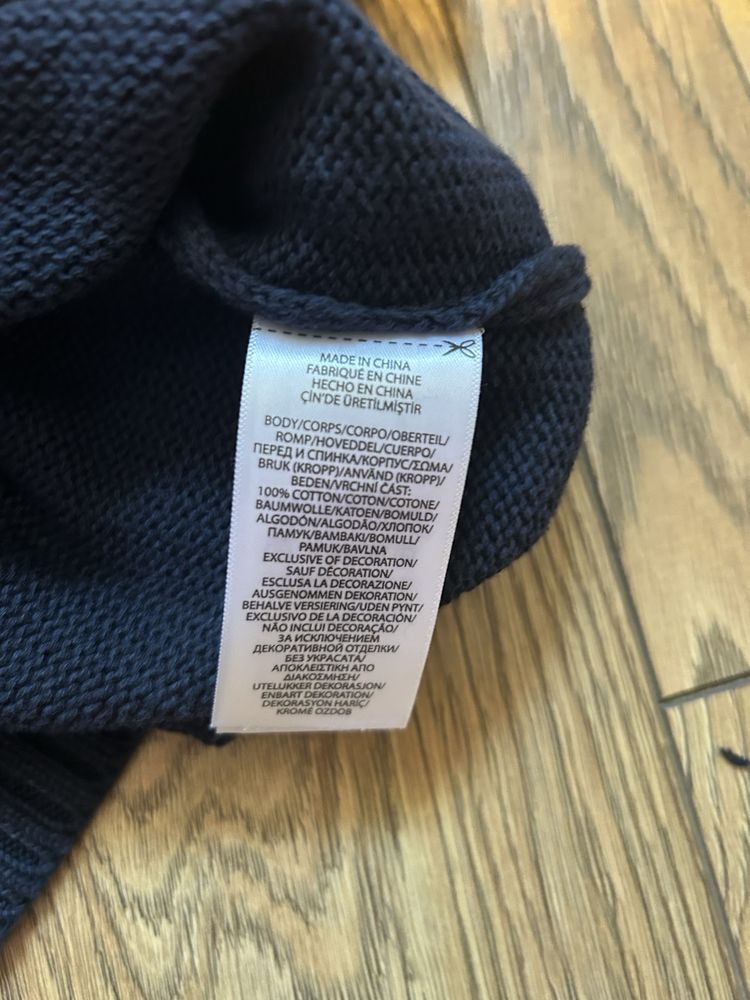 MADE IN CHINA
FABRIQUÉ EN CHINE
HECHO EN CHINA
ÇİN'DE ÜRETİLMİŞTİR
BODY/CORPS/CORPO/OBERTEIL/
ROMP/HOVEDDEL/CUERPO/
ПЕРЕД И СПИНКА/КОРПУС/ΣΩΜΑ/
BRUK (KROPP)/ANVÄND (KROPP)/
BEDEN/VRCHNÍ ČÁST:
100% COTTON/COTON/COTONE/
BAUMWOLLE/KATOEN/BOMULD/
ALGODÓN/ALGODÃO/ХЛОПОК/
ПАМУК/ΒΑΜΒΑΚΙ/BOMULL/
PAMUK/BAVLNA
EXCLUSIVE OF DECORATION/
SAUF DÉCORATION/
ESCLUSA LA DECORAZIONE/
AUSGENOMMEN DEKORATION/
BEHALVE VERSIERING/UDEN PYNT/
EXCLUSIVO DE LA DECORACIÓN/
NÃO INCLUI DECORAÇÃO/
ЗА ИСКЛЮЧЕНИЕМ
ДЕКОРАТИВНОЙ ОТДЕЛКИ/
БЕЗ УКРАСАТА/
ΑΠΟΚΛΕΙΣΤΙΚΗ ΑΠΟ
ΔΙΑΚΟΣΜΗΣΗ/
UTELUKKER DEKORASJON/
ENBART DEKORATION/
DEKORASYON HARİÇ/
KROMĚ OZDOB